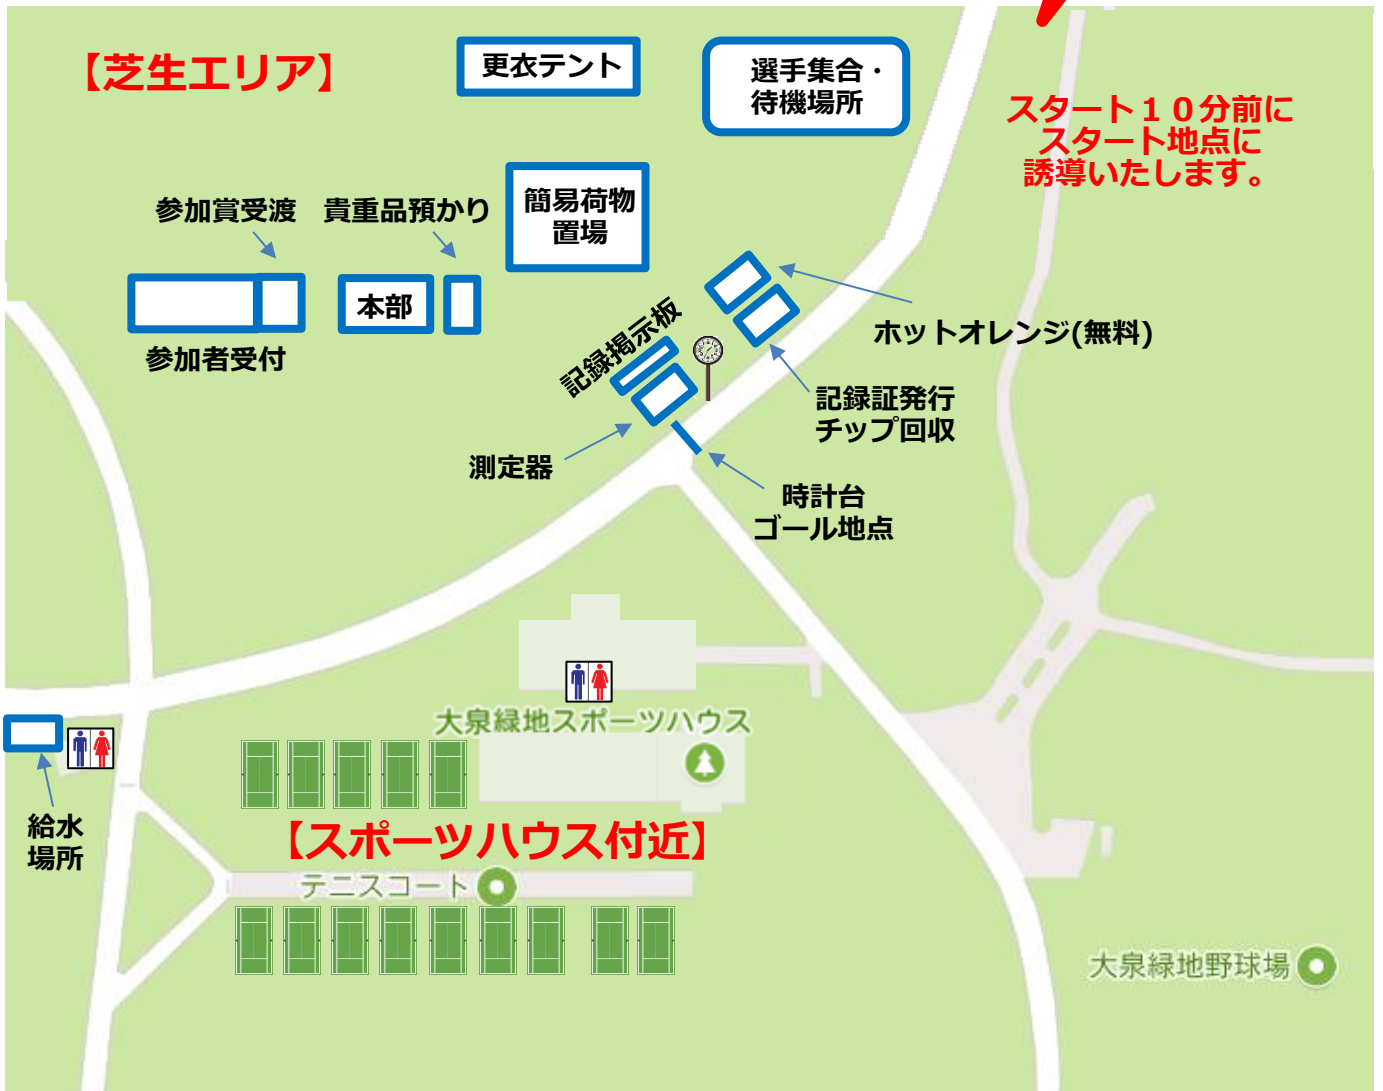 【芝生エリア】
更衣テント
選手集合・
待機場所
スタート１０分前に
スタート地点に
誘導いたします。
参加賞受渡
貴重品預かり
簡易荷物
置場
本部
参加者受付
記録掲示板
ホットオレンジ(無料)
記録証発行
チップ回収
測定器
時計台
ゴール地点
大泉緑地スポーツハウス
給水
場所
【スポーツハウス付近】
テニスコート
大泉緑地野球場